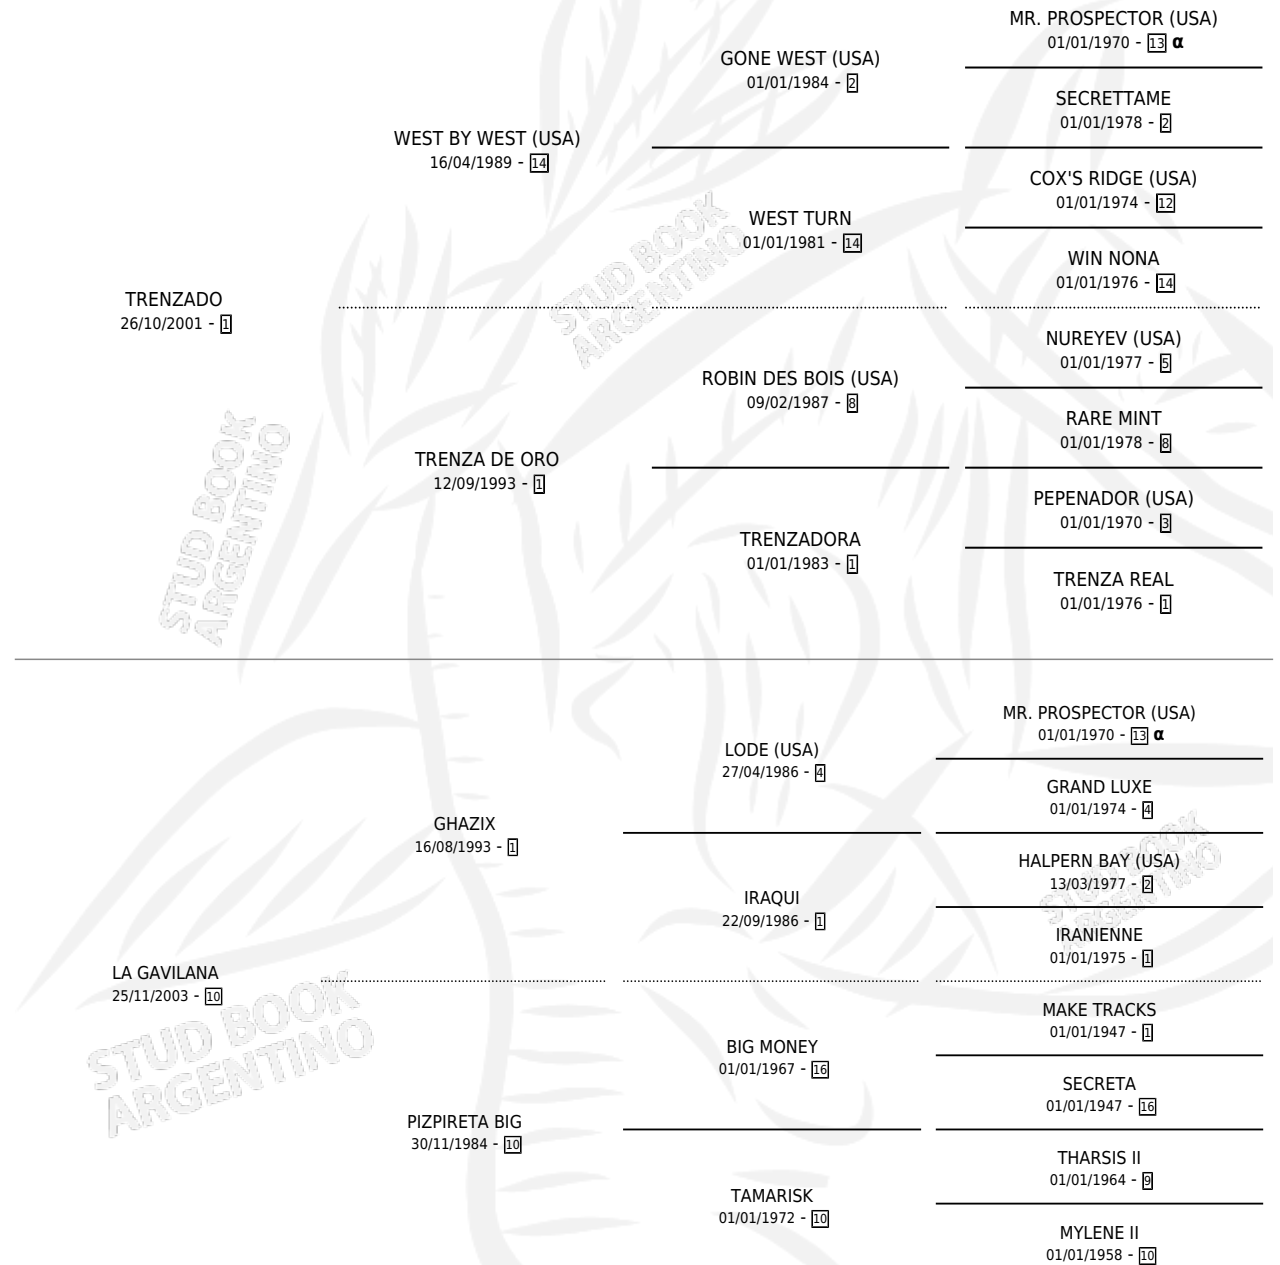 MR. PROSPECTOR (USA)
01/01/1970 - 13 α
GONE WEST (USA)
01/01/1984 - 2
SECRETTAME
01/01/1978 - 2
WEST BY WEST (USA)
16/04/1989 - 14
COX'S RIDGE (USA)
01/01/1974 - 12
WEST TURN
01/01/1981 - 14
WIN NONA
01/01/1976 - 14
STUD BOOK
ARGENTINO
TRENZADO
26/10/2001 - 1
NUREYEV (USA)
01/01/1977 - 5
ROBIN DES BOIS (USA)
09/02/1987 - 8
RARE MINT
01/01/1978 - 8
TRENZA DE ORO
12/09/1993 - 1
PEPENADOR (USA)
01/01/1970 - 3
TRENZADORA
01/01/1983 - 1
TRENZA REAL
01/01/1976 - 1
STUD BOOK
ARGENTINO
MR. PROSPECTOR (USA)
01/01/1970 - 13 α
LODE (USA)
27/04/1986 - 4
GRAND LUXE
01/01/1974 - 4
GHAZIX
16/08/1993 - 1
HALPERN BAY (USA)
13/03/1977 - 2
IRAQUI
22/09/1986 - 1
IRANIENNE
01/01/1975 - 1
STUD BOOK
ARGENTINO
LA GAVILANA
25/11/2003 - 10
MAKE TRACKS
01/01/1947 - 1
BIG MONEY
01/01/1967 - 16
SECRETA
01/01/1947 - 16
STUD BOOK
ARGENTINO
PIZPIRETA BIG
30/11/1984 - 10
THARSIS II
01/01/1964 - 9
TAMARISK
01/01/1972 - 10
MYLENE II
01/01/1958 - 10